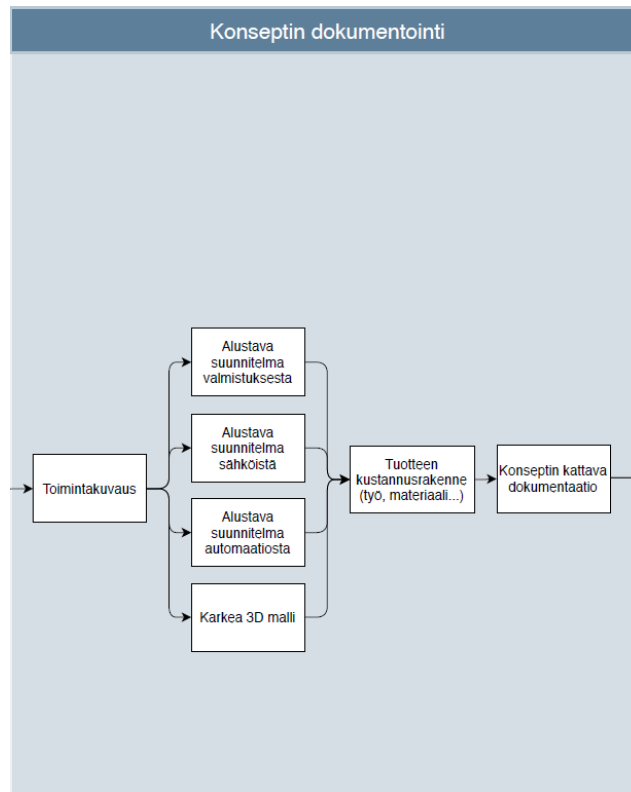 Konseptin dokumentointi
Toimintakuvaus
Alustava
suunnitelma
valmistuksesta
Alustava
suunnitelma
sähköistä
Alustava
suunnitelma
automaatiosta
Karkea 3D malli
Tuotteen
kustannusrakenne
(työ, materiaali...)
Konseptin kattava
dokumentaatio